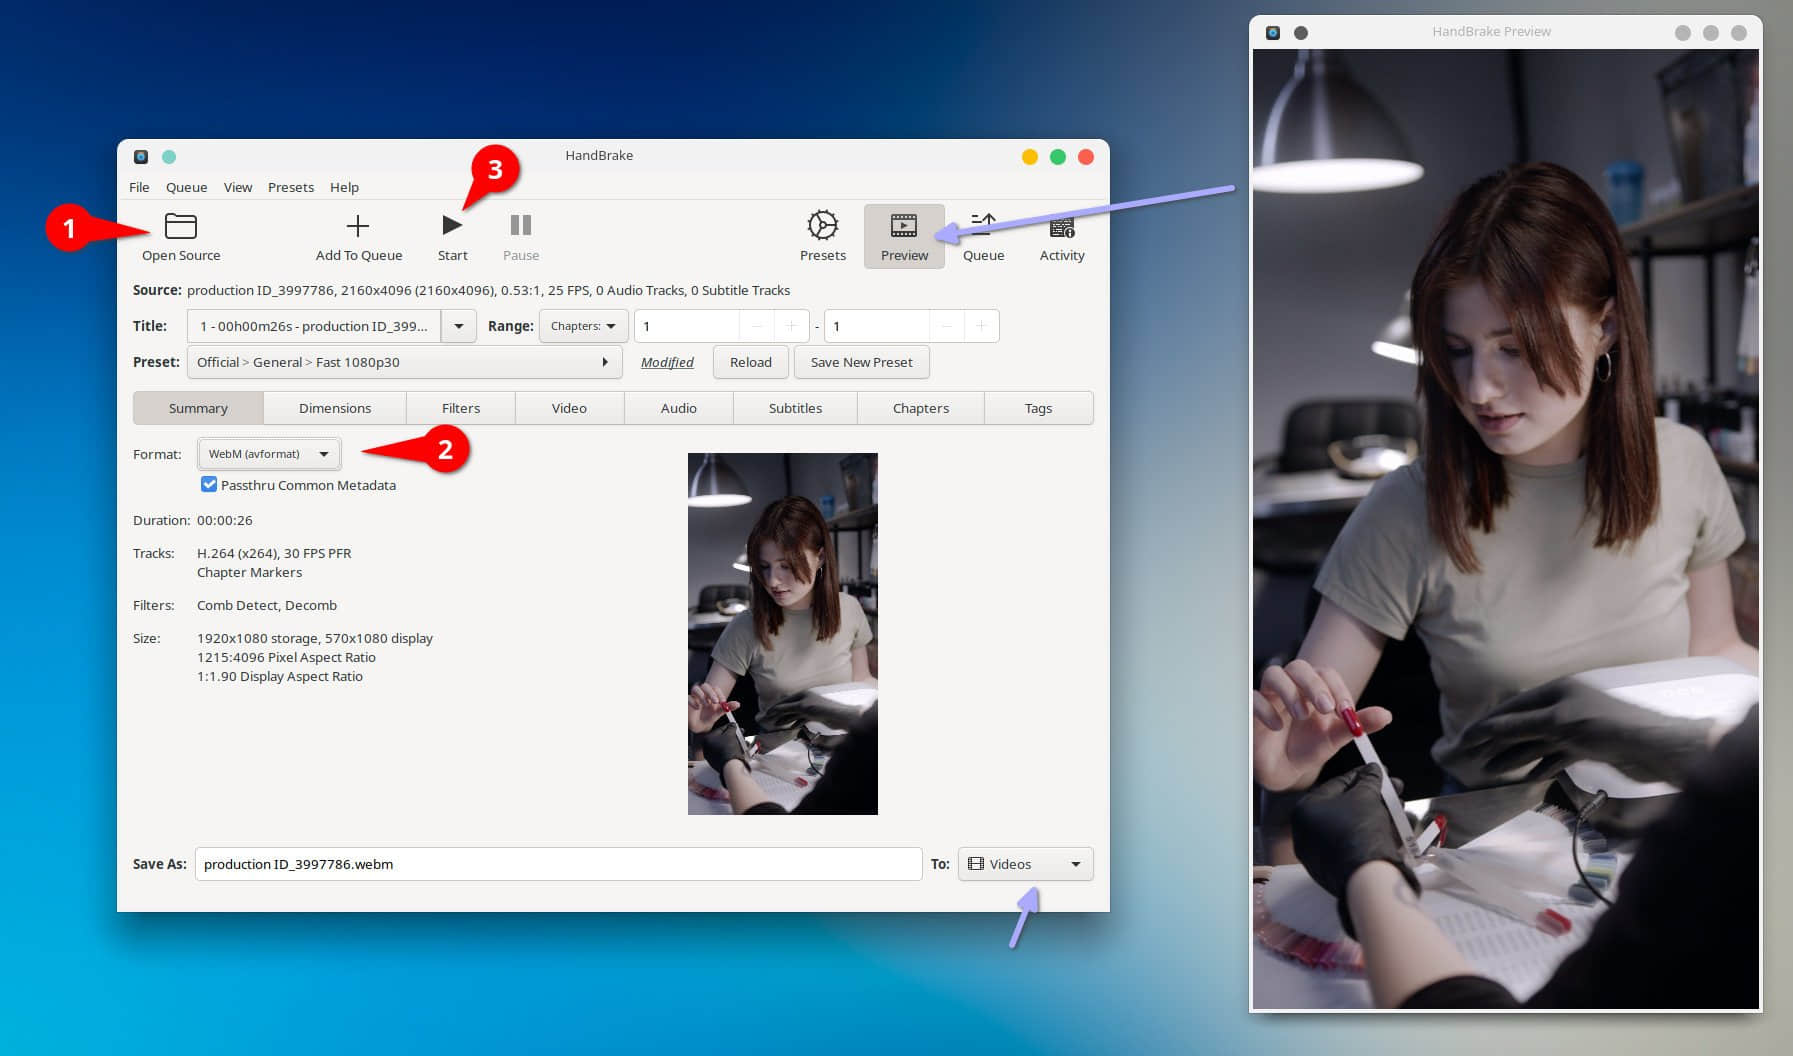 HandBrake Preview
HandBrake
3
File Queue View Presets Help
1
Open Source Add To Queue Start Pause Presets Preview Queue Activity
Source: production ID_3997786, 2160x4096 (2160x4096), 0.53:1, 25 FPS, 0 Audio Tracks, 0 Subtitle Tracks
Title: 1 - 00h00m26s - production ID_399... Range: Chapters: 1 - 1
Preset: Official > General > Fast 1080p30 Modified Reload Save New Preset
Summary Dimensions Filters Video Audio Subtitles Chapters Tags
Format: WebM (avformat) 2
Passthru Common Metadata
Duration: 00:00:26
Tracks: H.264 (x264), 30 FPS PFR
Chapter Markers
Filters: Comb Detect, Decomb
Size: 1920x1080 storage, 570x1080 display
1215:4096 Pixel Aspect Ratio
1:1.90 Display Aspect Ratio
Save As: production ID_3997786.webm To: Videos